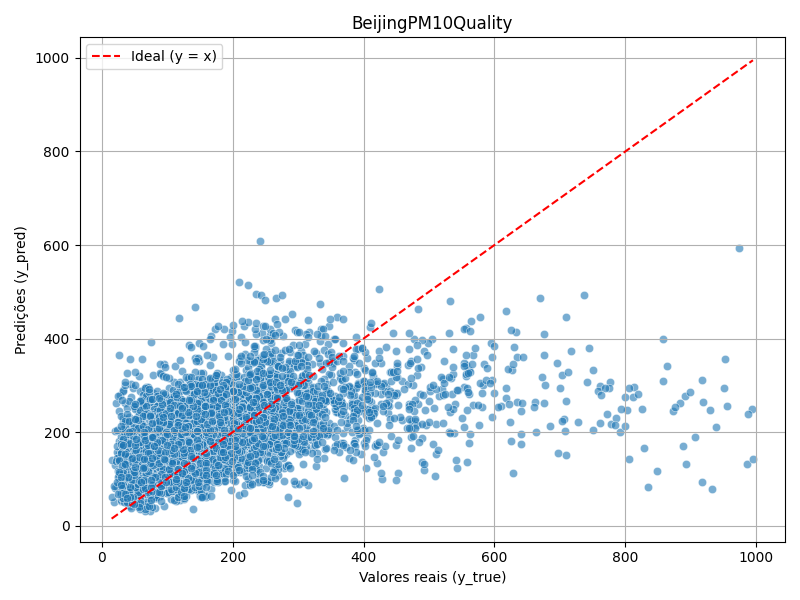 BeijingPM10Quality
Ideal (y = x)
Predições (y_pred)
1000
800
600
400
200
0
0 200 400 600 800 1000
Valores reais (y_true)